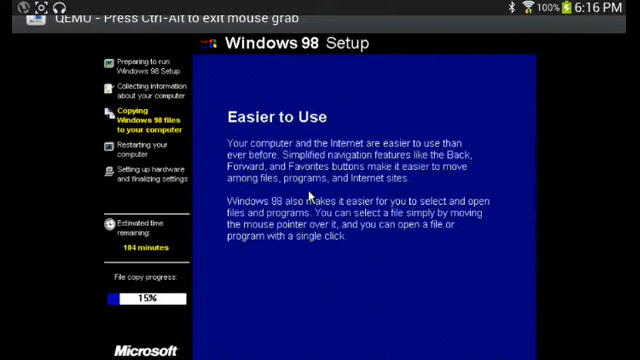 100% 6:16 PM
QEMU - Press Ctrl-Alt to exit mouse grab
Windows 98 Setup
Preparing to run
Windows 98 Setup
Collecting information
about your computer
Copying
Windows 98 files
to your computer
Restarting your
computer
Setting up hardware
and finalizing settings
Estimated time
remaining:
104 minutes
File copy progress:
15%
Microsoft
Easier to Use
Your computer and the Internet are easier to use than
ever before. Simplified navigation features like the Back,
Forward, and Favorites buttons make it easier to move
among files, programs, and Internet sites.
Windows 98 also makes it easier for you to select and open
files and programs. You can select a file simply by moving
the mouse pointer over it, and you can open a file or
program with a single click.